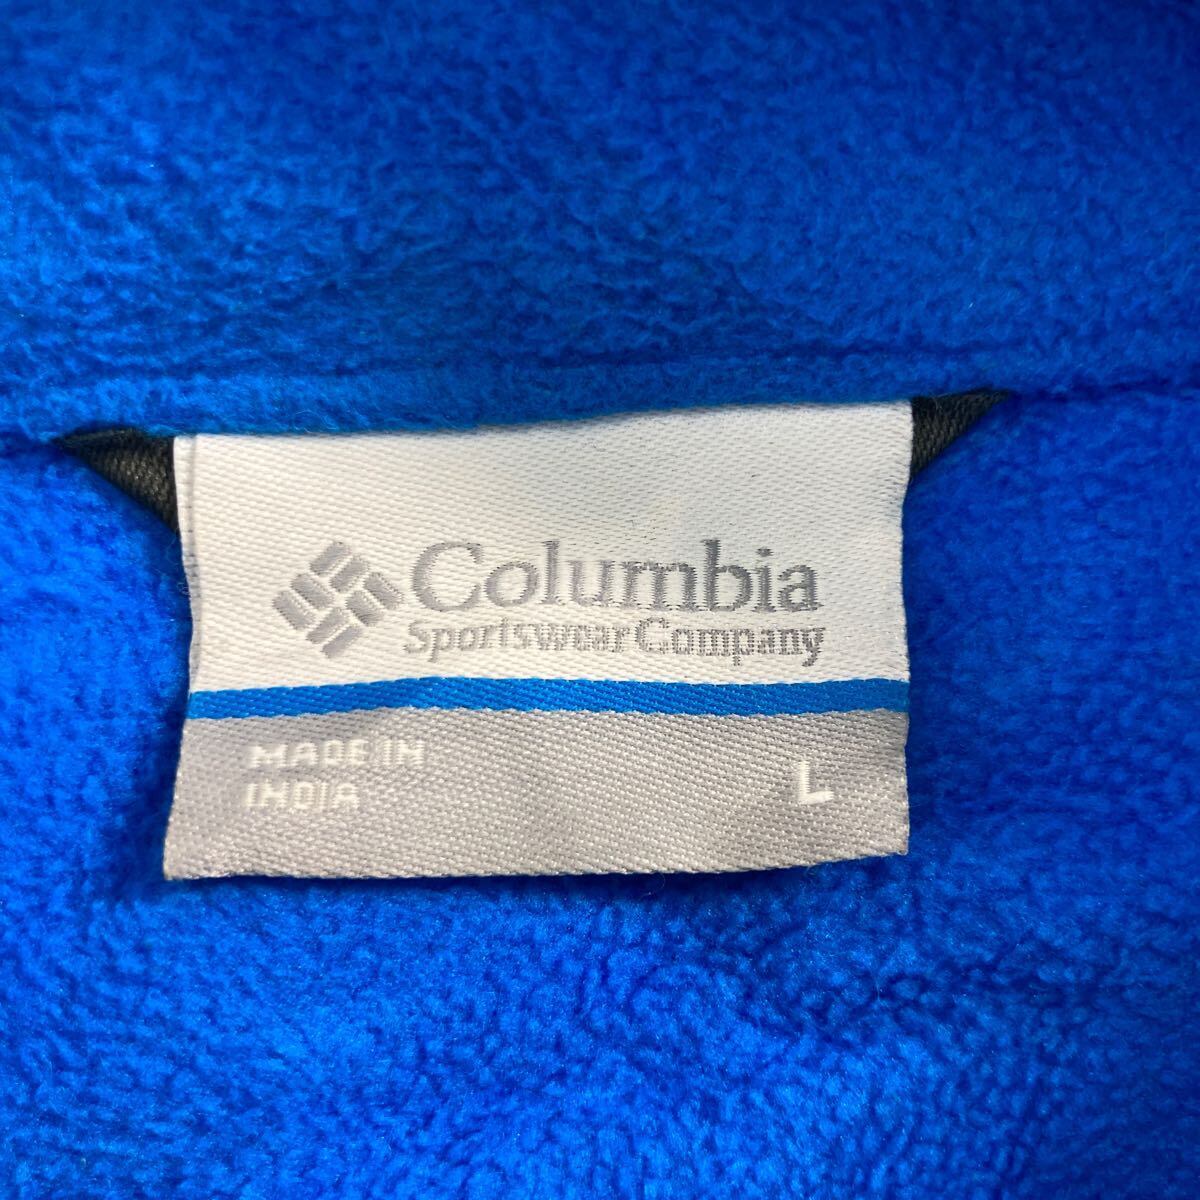 Columbia
Sportswear Company
MADE IN
INDIA
L